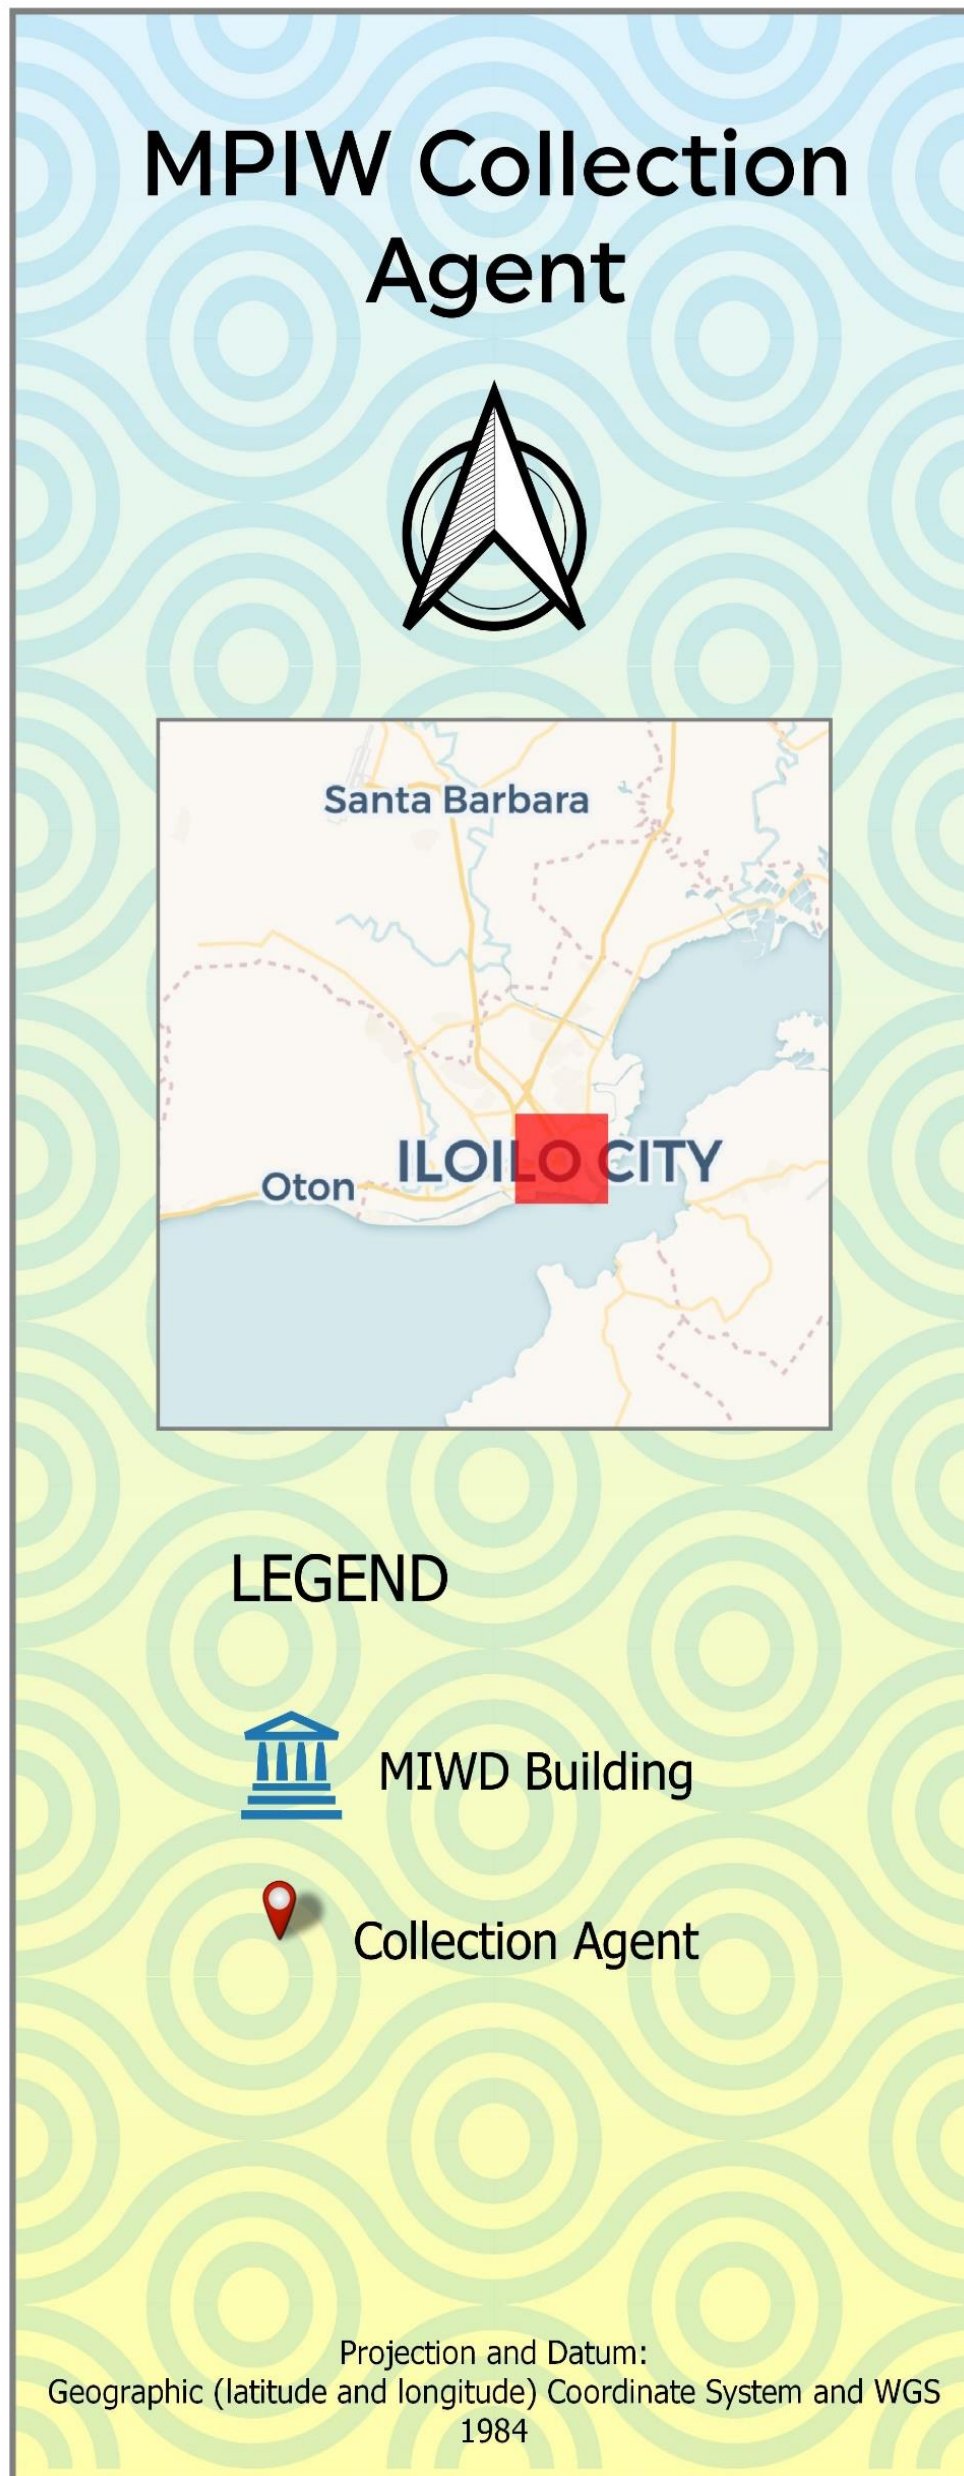 MPIW Collection
Agent
Santa Barbara
ILOILO CITY
Oton
LEGEND
MIWD Building
Collection Agent
Projection and Datum:
Geographic (latitude and longitude) Coordinate System and WGS
1984